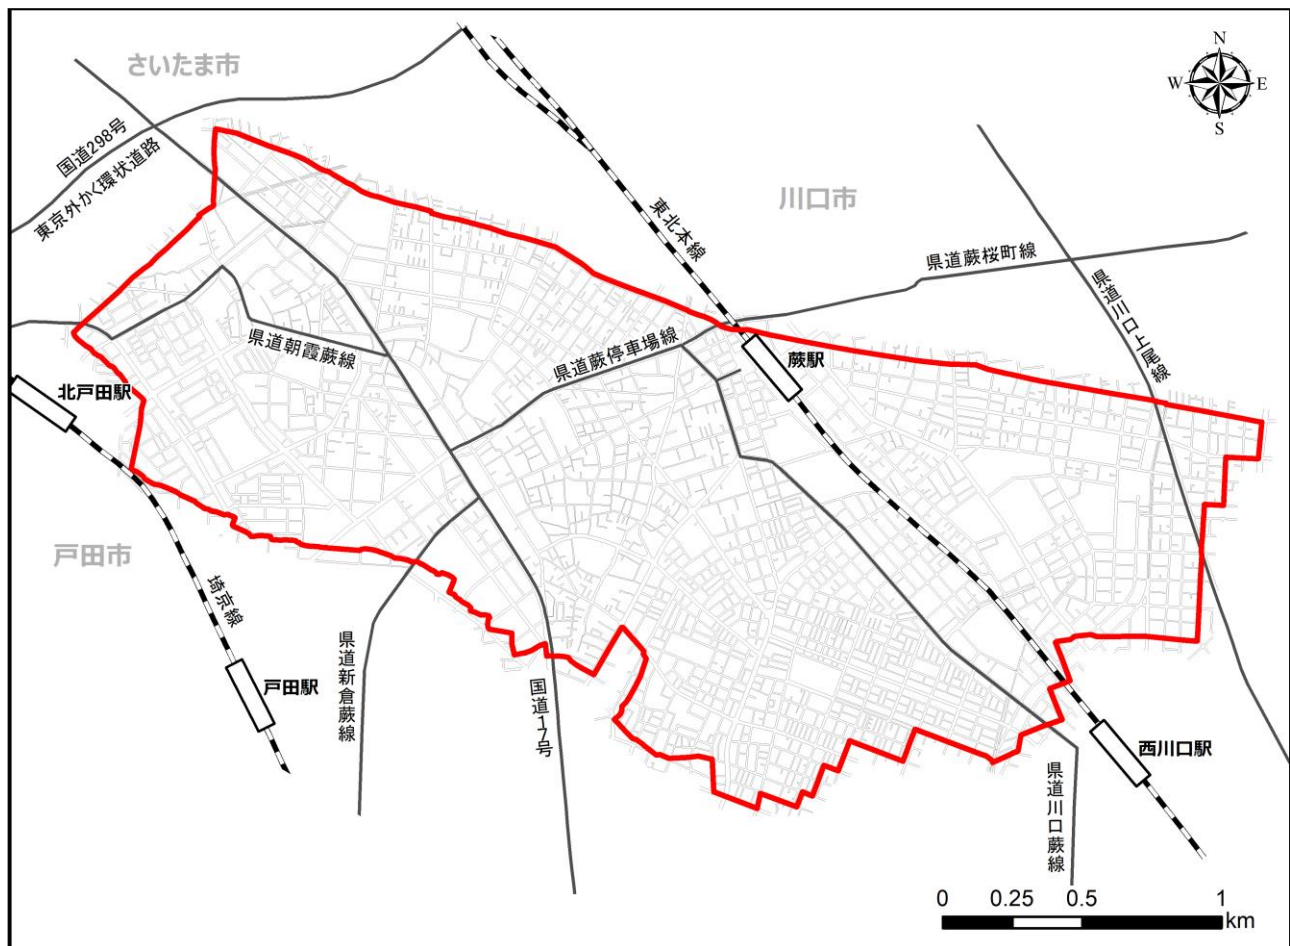 さいたま市
N
W
E
S
国道298号
東京外かく環状道路
川口市
東北本線
県道蕨桜町線
県道川口上尾線
県道朝霞蕨線
県道蕨停車場線
蕨駅
北戸田駅
戸田市
埼京線
県道新倉蕨線
戸田駅
国道17号
西川口駅
県道川口蕨線
0 0.25 0.5 1
km